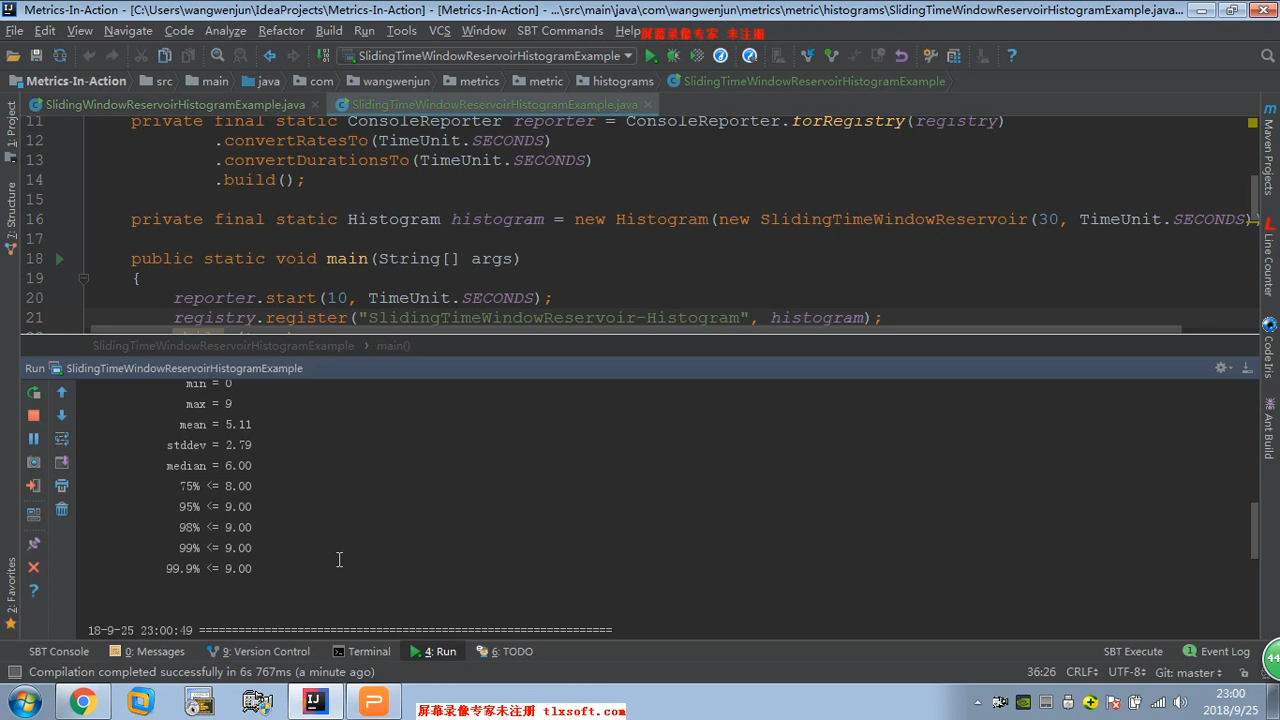 Metrics-In-Action - [C:\Users\wangwenjun\IdeaProjects\Metrics-In-Action] - [Metrics-In-Action] - ...\src\main\java\com\wangwenjun\metrics\metric\histograms\SlidingTimeWindowReservoirHistogramExample.java...
File Edit View Navigate Code Analyze Refactor Build Run Tools VCS Window SBT Commands Help
屏幕录像专家 未注册
SlidingTimeWindowReservoirHistogramExample
Metrics-In-Action src main java com wangwenjun metrics metric histograms SlidingTimeWindowReservoirHistogramExample
SlidingWindowReservoirHistogramExample.java SlidingTimeWindowReservoirHistogramExample.java
11 private final static ConsoleReporter reporter = ConsoleReporter.forRegistry(registry)
12 .convertRatesTo(TimeUnit.SECONDS)
13 .convertDurationsTo(TimeUnit.SECONDS)
14 .build();
15
16 private final static Histogram histogram = new Histogram(new SlidingTimeWindowReservoir(30, TimeUnit.SECONDS))
17
18 public static void main(String[] args)
19 {
20 reporter.start(10, TimeUnit.SECONDS);
21 registry.register("SlidingTimeWindowReservoir-Histogram", histogram);
SlidingTimeWindowReservoirHistogramExample › main()
Run SlidingTimeWindowReservoirHistogramExample
min = 0
max = 9
mean = 5.11
stddev = 2.79
median = 6.00
75% <= 8.00
95% <= 9.00
98% <= 9.00
99% <= 9.00
99.9% <= 9.00
18-9-25 23:00:49 ==============================================================
1: Project
7: Structure
2: Favorites
Maven Projects
Line Counter
Code Iris
Ant Build
SBT Console 0: Messages 9: Version Control Terminal 4: Run 6: TODO SBT Execute 1 Event Log
Compilation completed successfully in 6s 767ms (a minute ago) 36:26 CRLF÷ UTF-8÷ Git: master÷
44
屏幕录像专家未注册 tlxsoft.com
23:00
2018/9/25